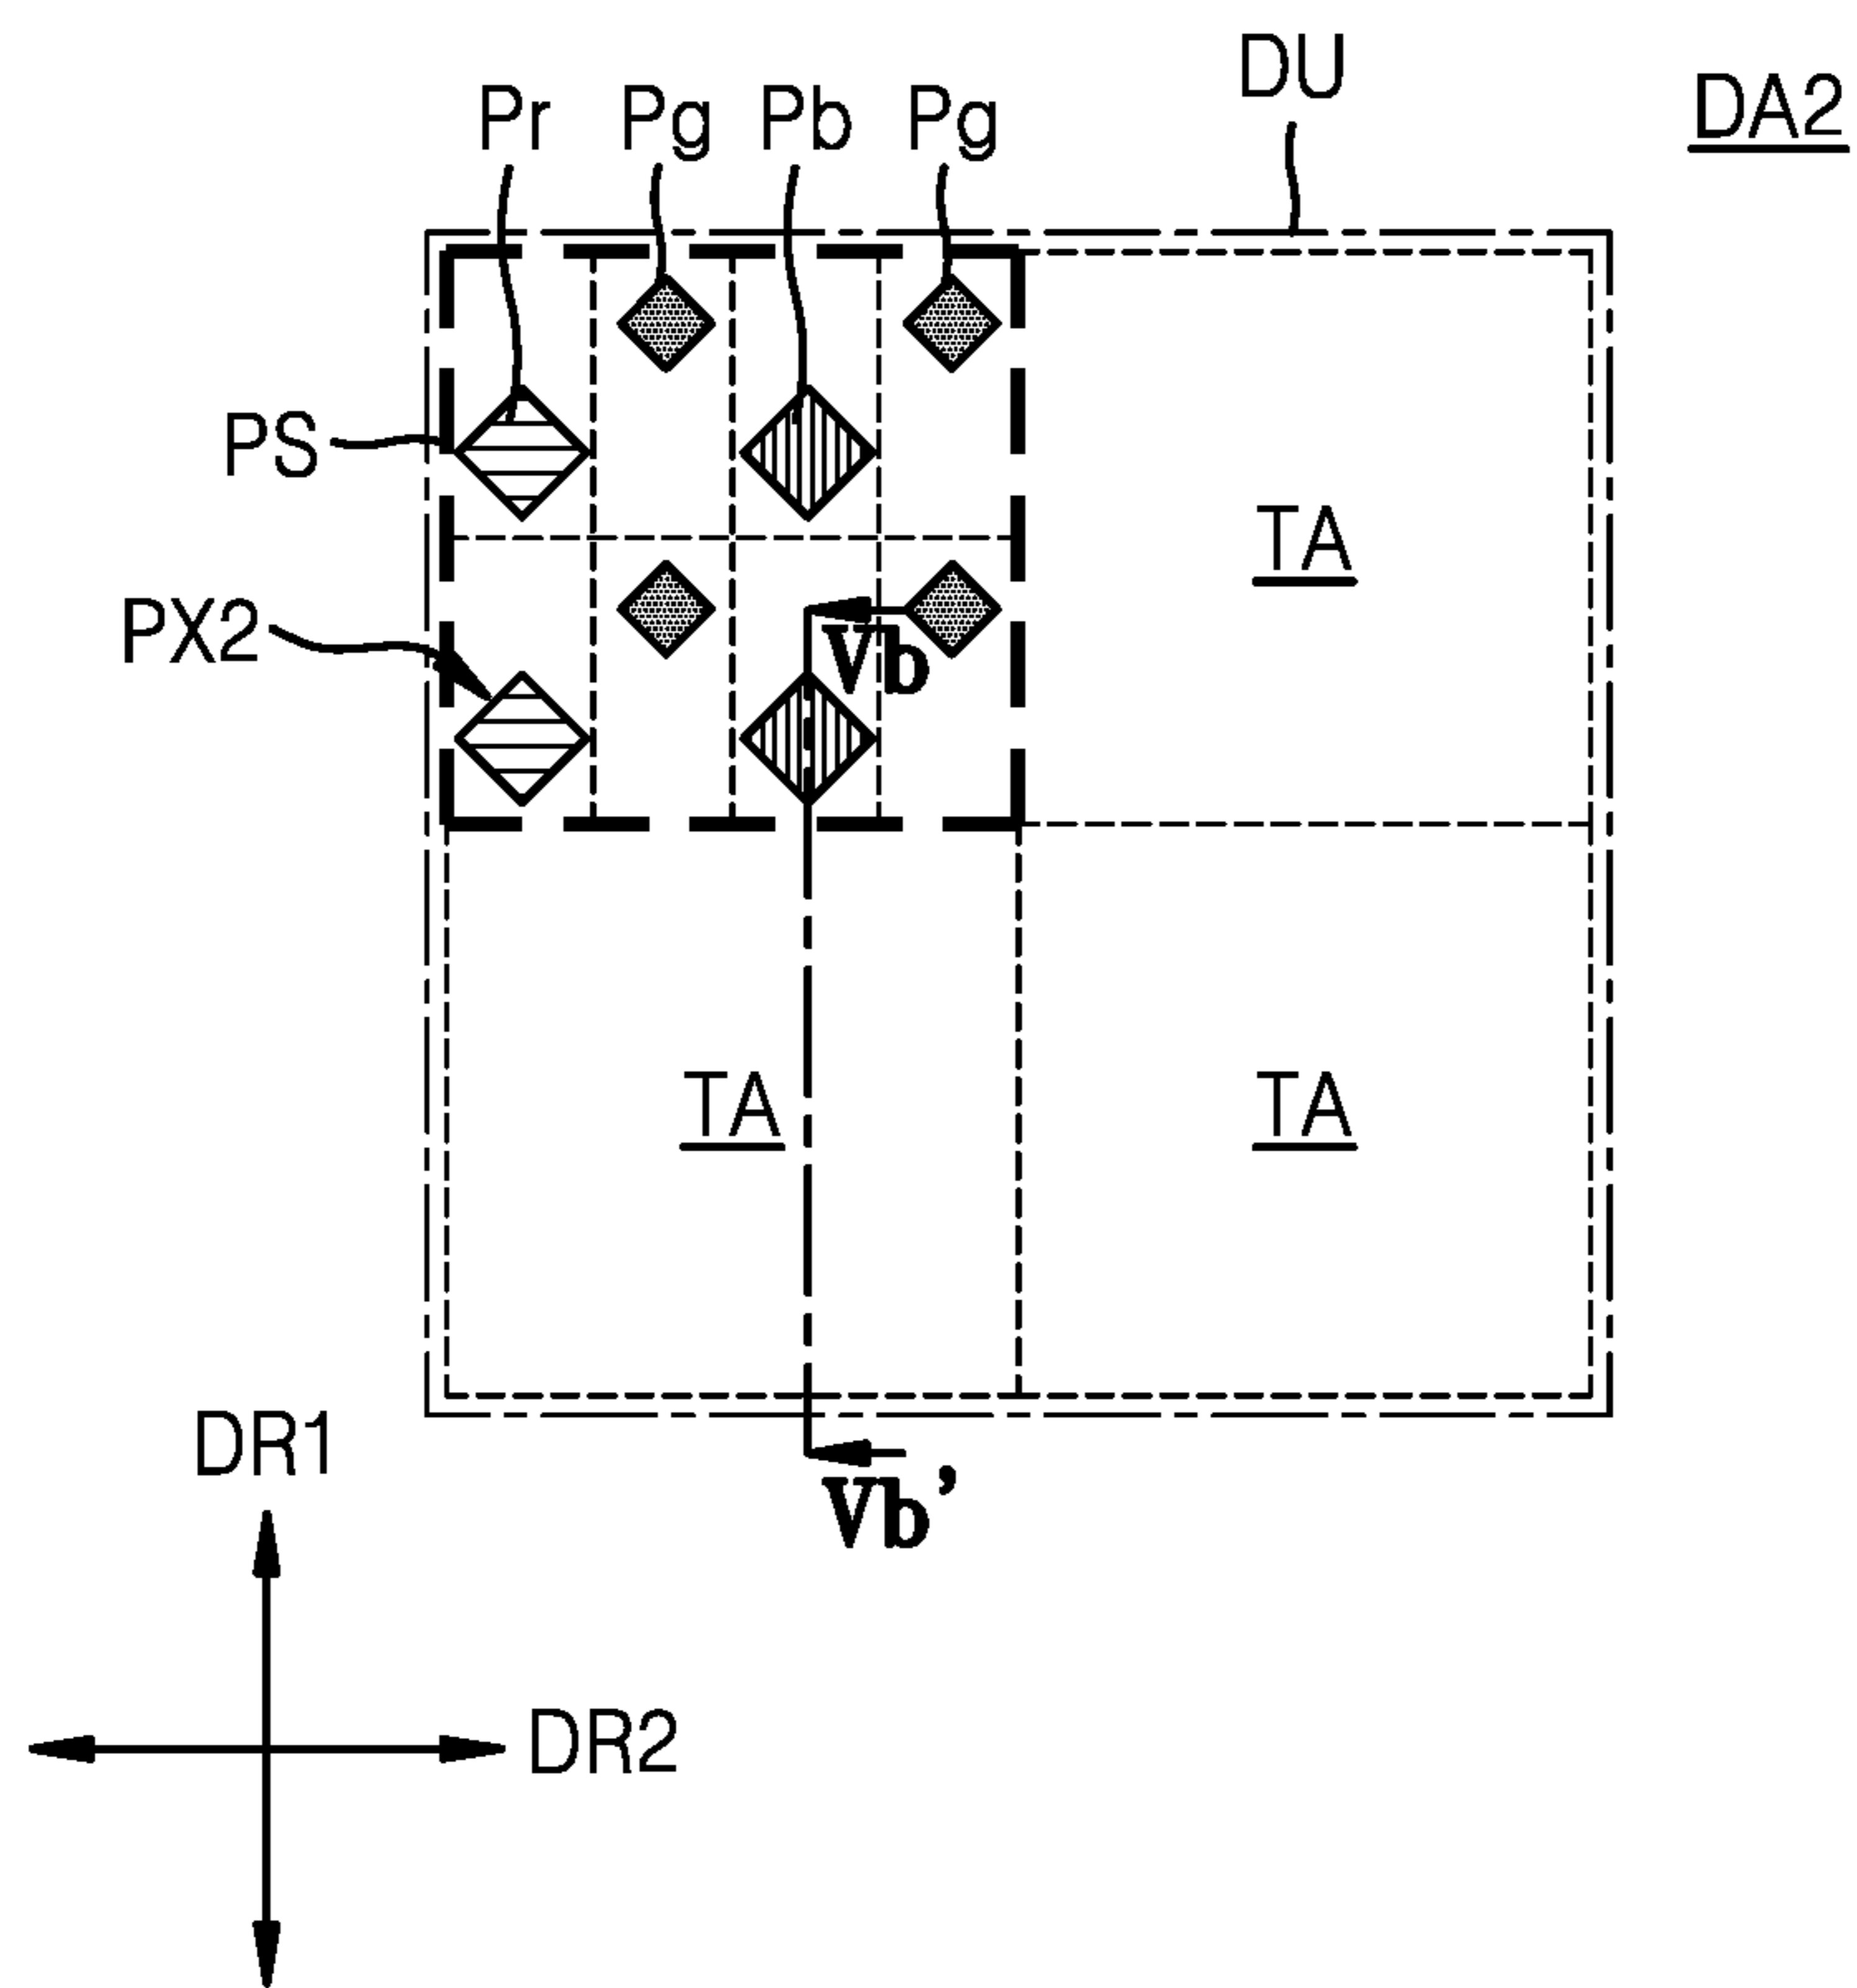 DU
DA2
Pr Pg Pb Pg
PS
TA
PX2
Vb
TA TA
DR1
Vb'
DR2